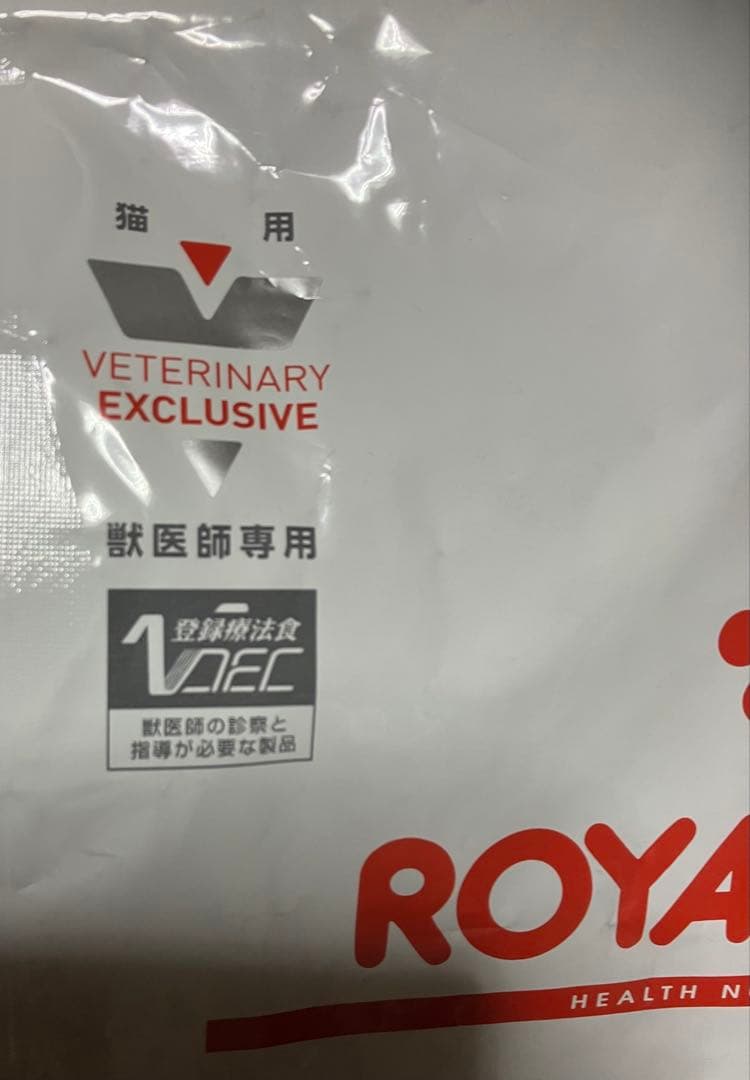 猫 用
VETERINARY
EXCLUSIVE
獣医師専用
登録療法食
VDEC
獣医師の診察と
指導が必要な製品
ROYA
HEALTH N